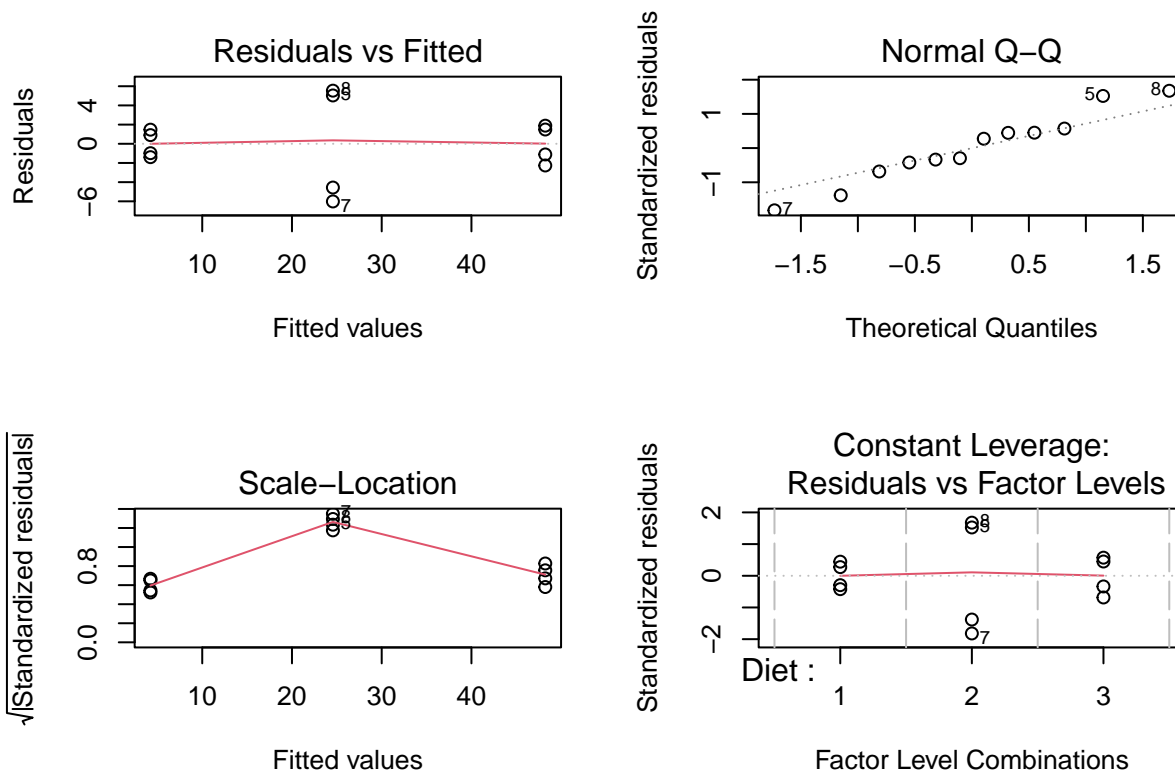 Residuals vs Fitted
Residuals
4
0
−6
8
5
7
10 20 30 40
Fitted values
Normal Q−Q
Standardized residuals
1
−1
5
8
7
−1.5 −0.5 0.5 1.5
Theoretical Quantiles
Scale−Location
√|Standardized residuals|
0.8
0.0
7
8
5
10 20 30 40
Fitted values
Constant Leverage:
Residuals vs Factor Levels
Standardized residuals
2
0
−2
8
5
7
Diet :
1 2 3
Factor Level Combinations